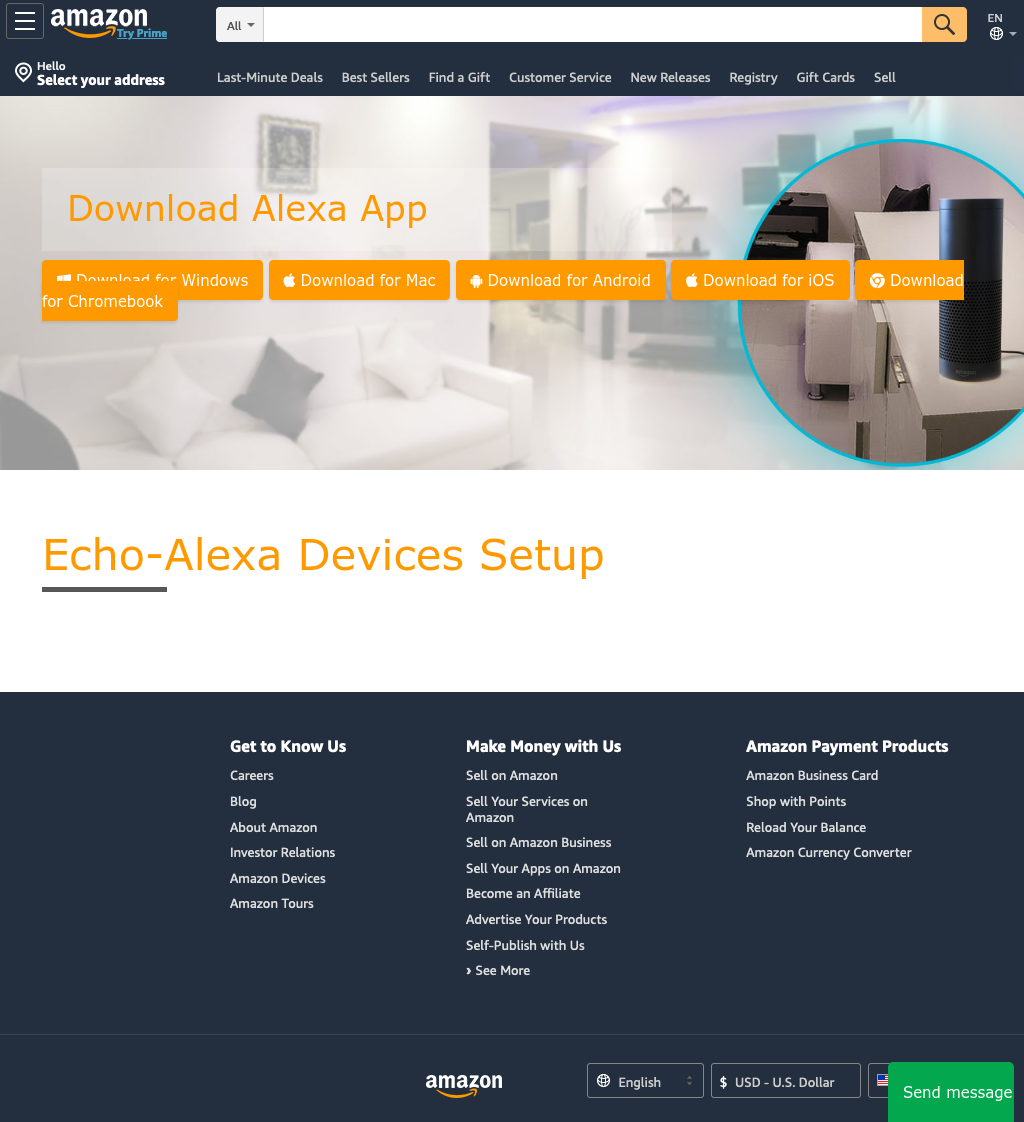 amazon
Try Prime
All
EN
Hello
Select your address
Last-Minute Deals Best Sellers Find a Gift Customer Service New Releases Registry Gift Cards Sell
Download Alexa App
Download for Windows Download for Mac Download for Android Download for iOS Download
for Chromebook
amazon
Echo-Alexa Devices Setup
Get to Know Us
Careers
Blog
About Amazon
Investor Relations
Amazon Devices
Amazon Tours
Make Money with Us
Sell on Amazon
Sell Your Services on
Amazon
Sell on Amazon Business
Sell Your Apps on Amazon
Become an Affiliate
Advertise Your Products
Self-Publish with Us
› See More
Amazon Payment Products
Amazon Business Card
Shop with Points
Reload Your Balance
Amazon Currency Converter
amazon
English
$ USD - U.S. Dollar
Send message